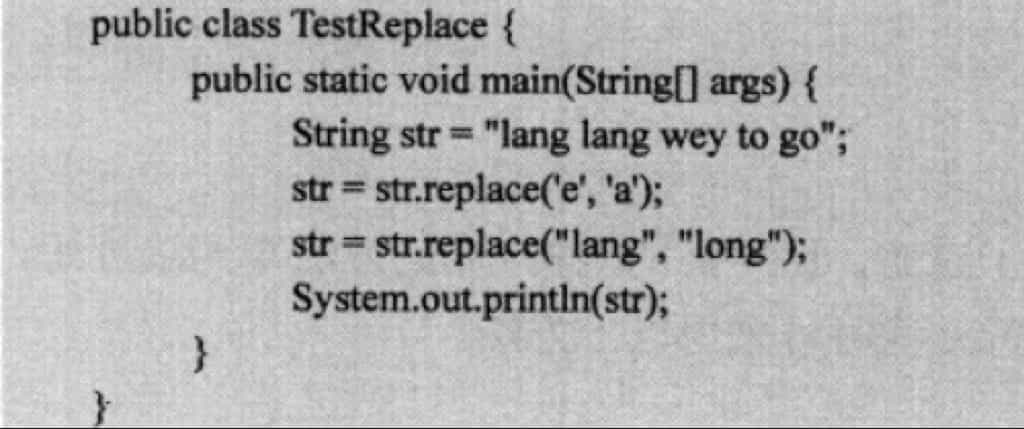 public class TestReplace {
public static void main(String[] args) {
String str = "lang lang wey to go";
str = str.replace('e', 'a');
str = str.replace("lang", "long");
System.out.println(str);
}
}